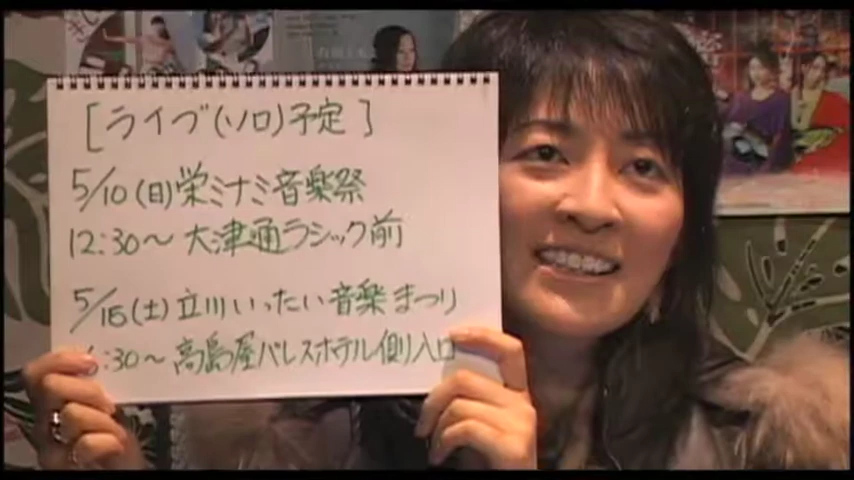 [ライブ(ソロ)予定]
5/10(日)栄ミナミ音楽祭
12:30〜 大津通ラシック前
5/16(土)立川いったい音楽まつり
:30〜 高島屋パレスホテル側入口